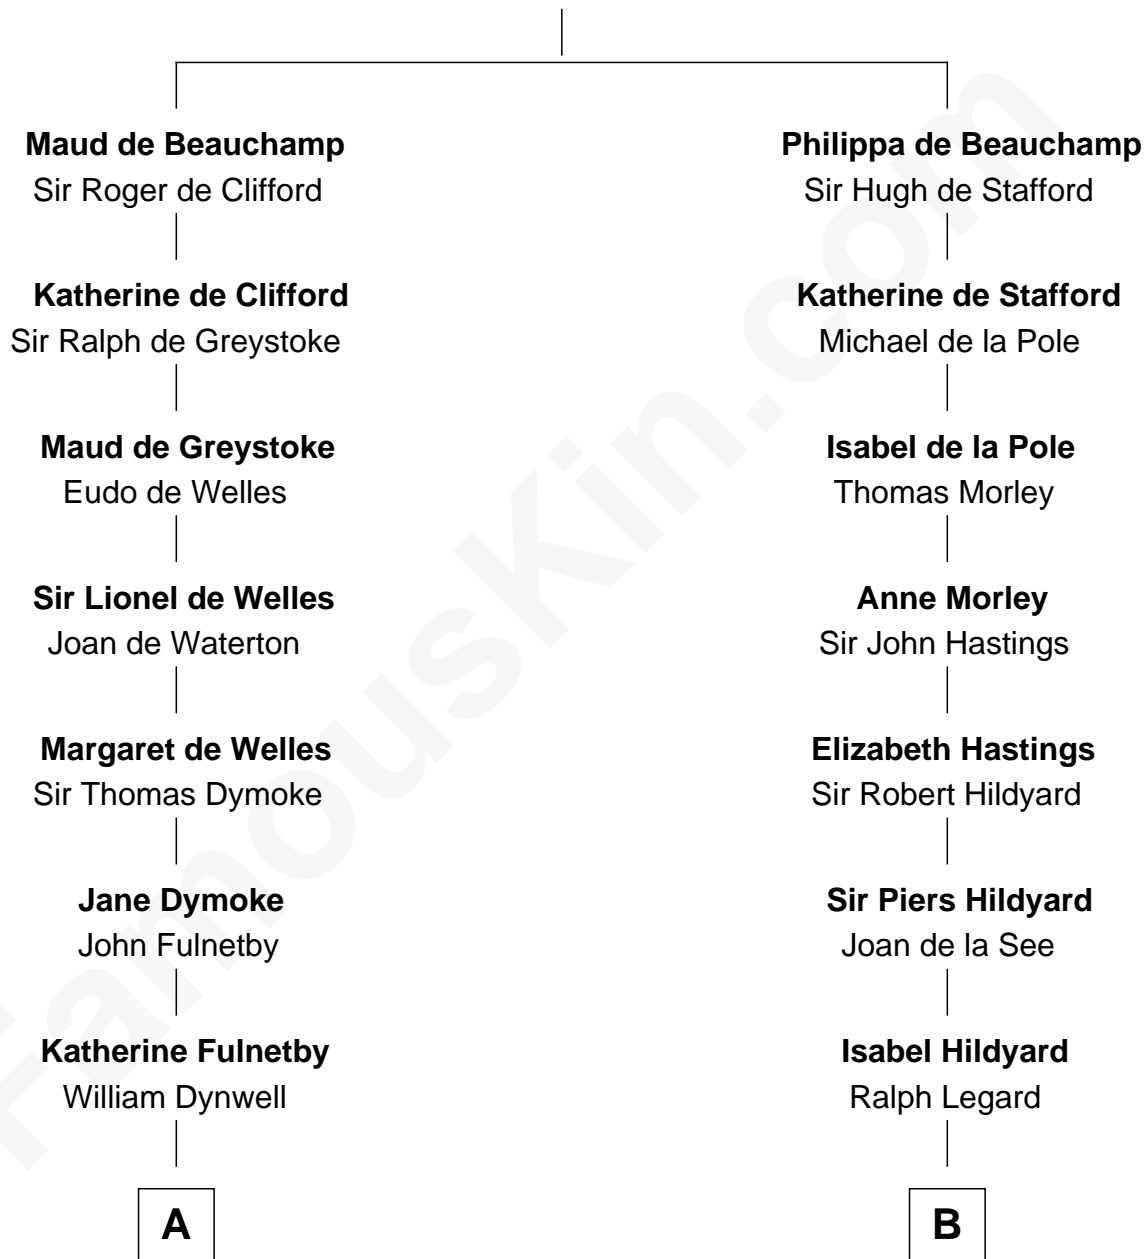 Maud de Beauchamp
Sir Roger de Clifford
Katherine de Clifford
Sir Ralph de Greystoke
Maud de Greystoke
Eudo de Welles
Sir Lionel de Welles
Joan de Waterton
Margaret de Welles
Sir Thomas Dymoke
Jane Dymoke
John Fulnetby
Katherine Fulnetby
William Dynwell
A
Philippa de Beauchamp
Sir Hugh de Stafford
Katherine de Stafford
Michael de la Pole
Isabel de la Pole
Thomas Morley
Anne Morley
Sir John Hastings
Elizabeth Hastings
Sir Robert Hildyard
Sir Piers Hildyard
Joan de la See
Isabel Hildyard
Ralph Legard
B
FamousKin.com